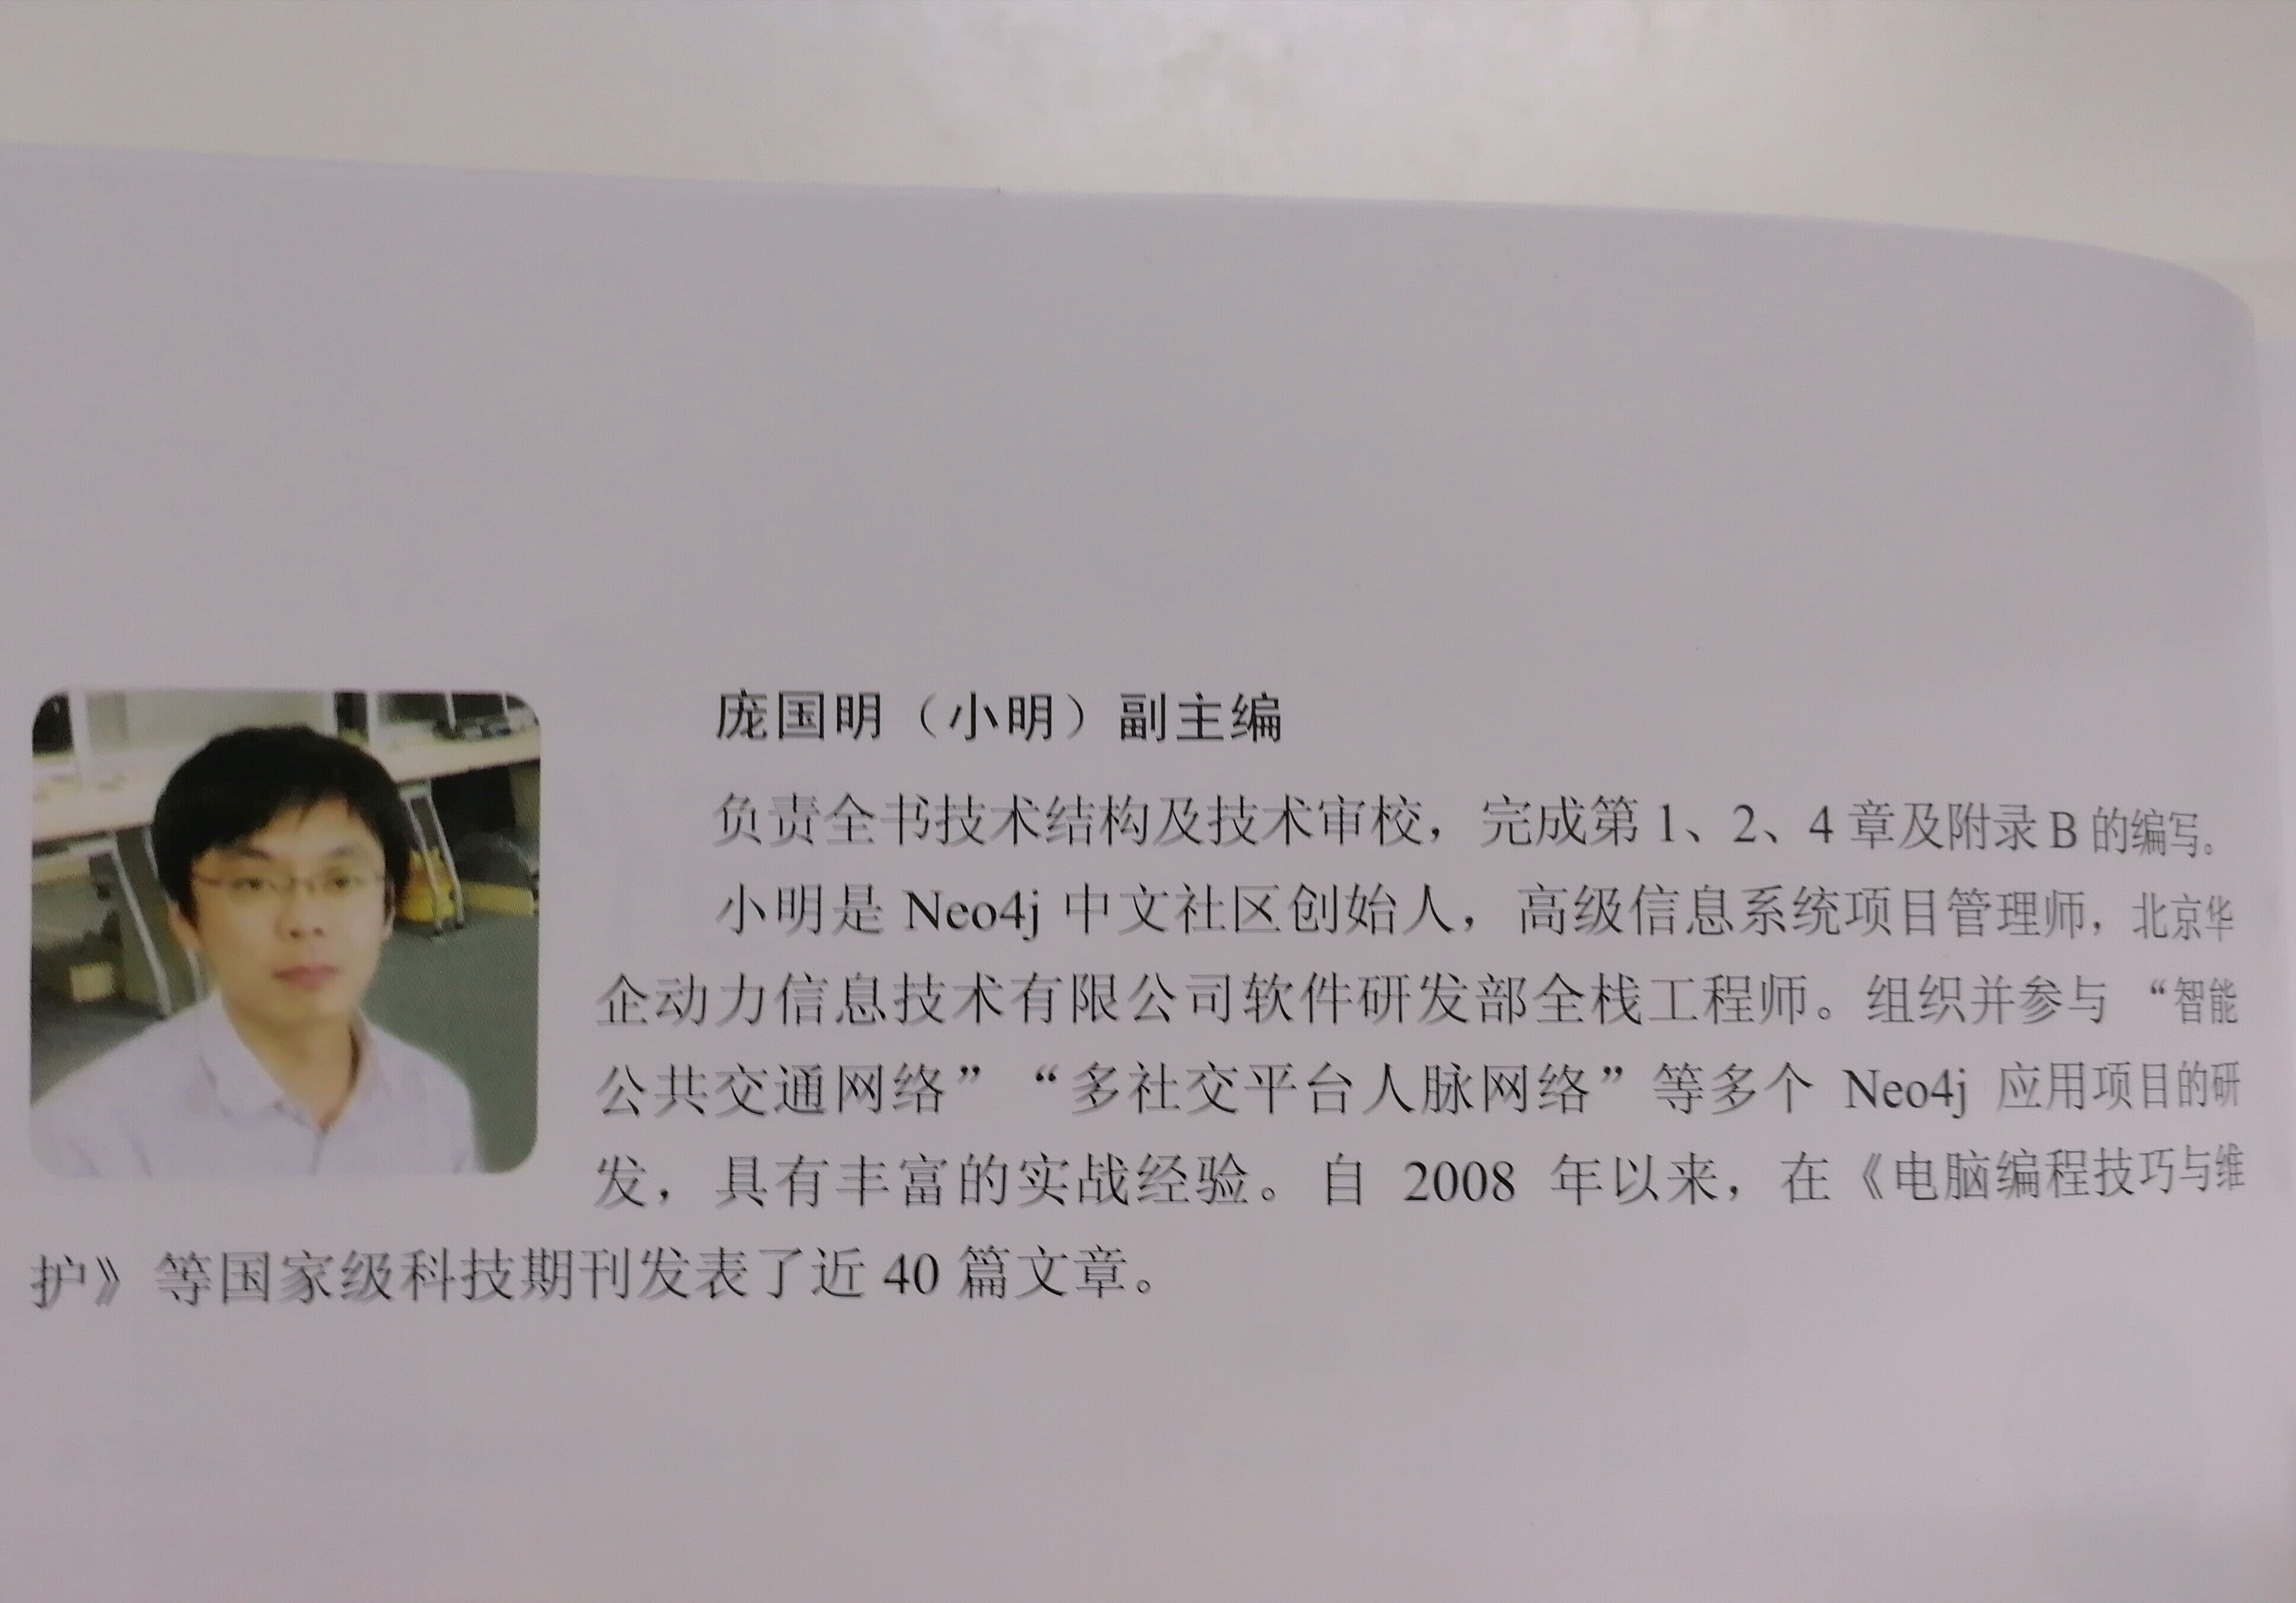 庞国明（小明）副主编
负责全书技术结构及技术审校，完成第 1、2、4 章及附录 B 的编写。
小明是 Neo4j 中文社区创始人，高级信息系统项目管理师，北京华
企动力信息技术有限公司软件研发部全栈工程师。组织并参与 “智能
公共交通网络” “多社交平台人脉网络” 等多个 Neo4j 应用项目的研
发，具有丰富的实战经验。自 2008 年以来，在《电脑编程技巧与维
护》等国家级科技期刊发表了近 40 篇文章。